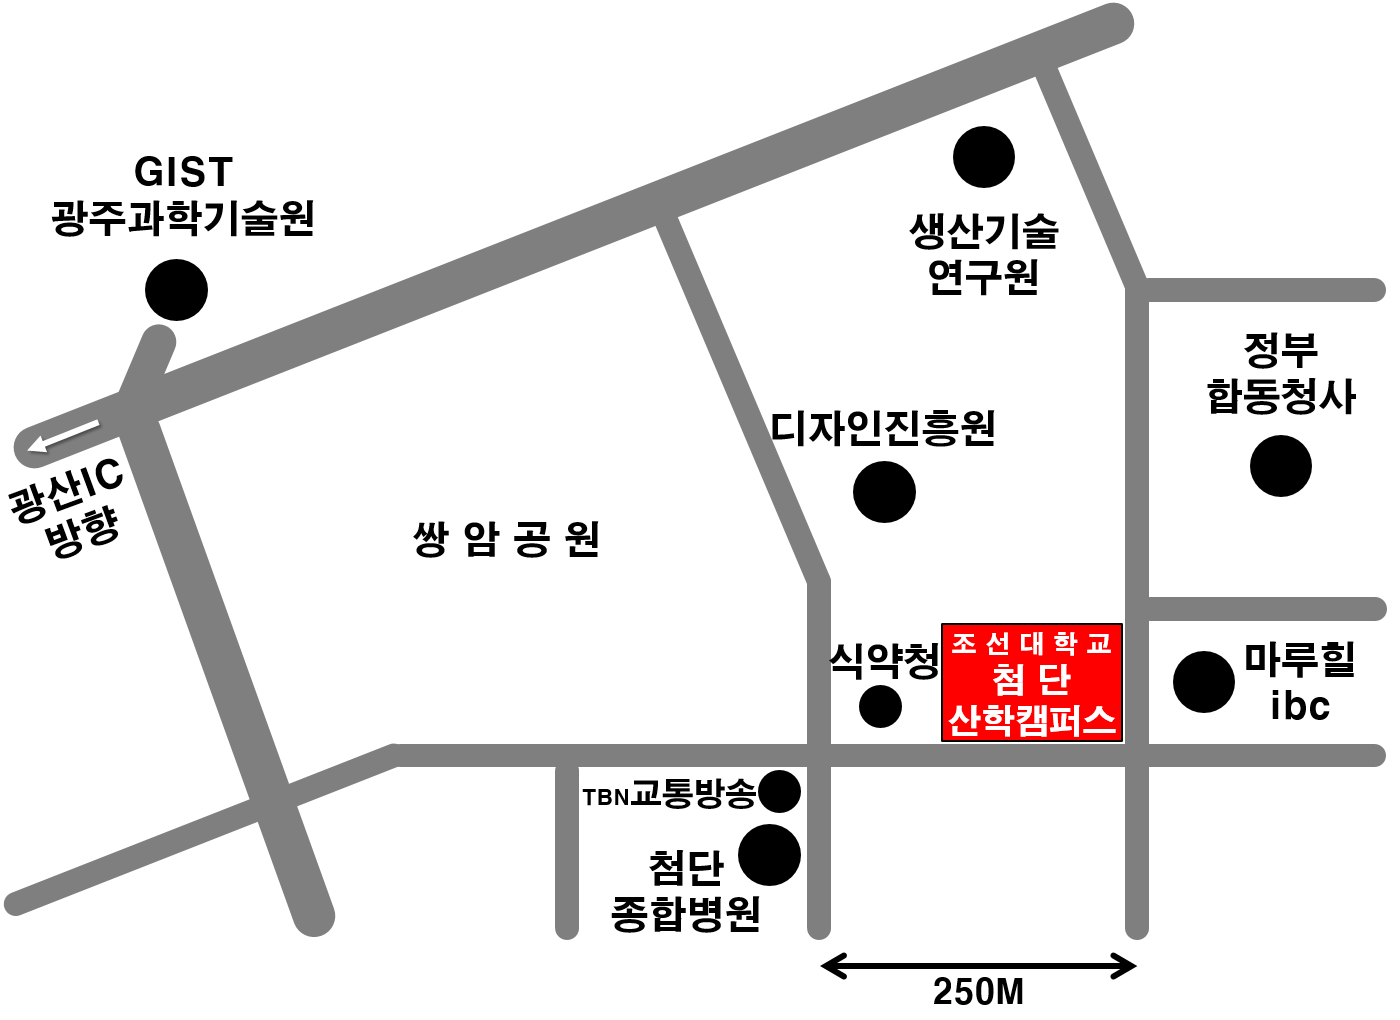 GIST
광주과학기술원
생산기술
연구원
정부
합동청사
디자인진흥원
광산IC
방향
쌍 암 공 원
식약청
조 선 대 학 교
첨 단
산학캠퍼스
마루힐
ibc
TBN교통방송
첨단
종합병원
250M